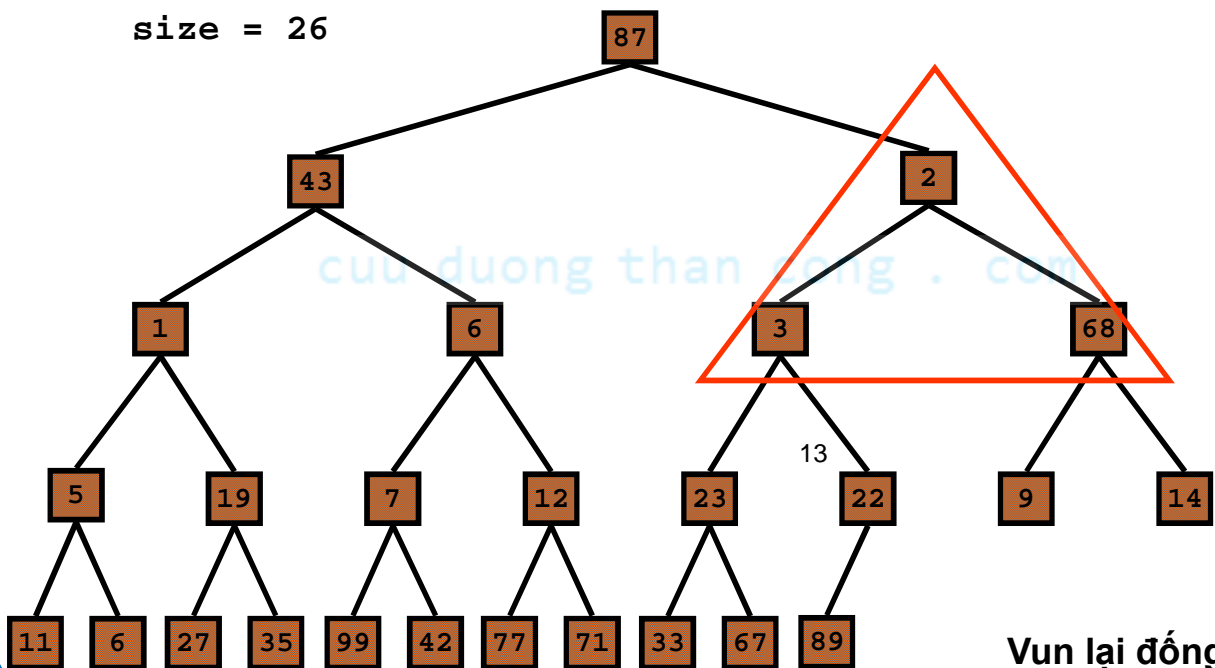 size = 26
87
43 2
cuu duong than cong . com
1 6 3 68
13
5 19 7 12 23 22 9 14
11 6 27 35 99 42 77 71 33 67 89
Vun lại đống